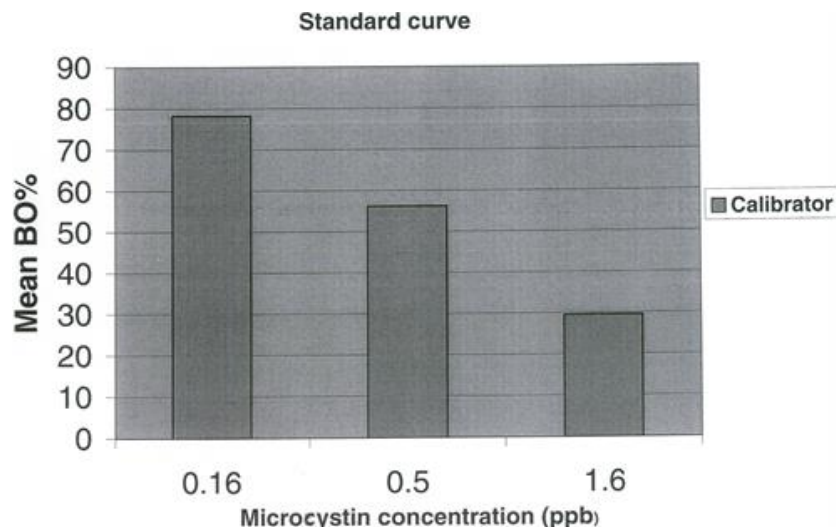 Standard curve
90
80
70
60
50
40
30
20
10
0
Mean BO%
0.16 0.5 1.6
Microcystin concentration (ppb)
Calibrator